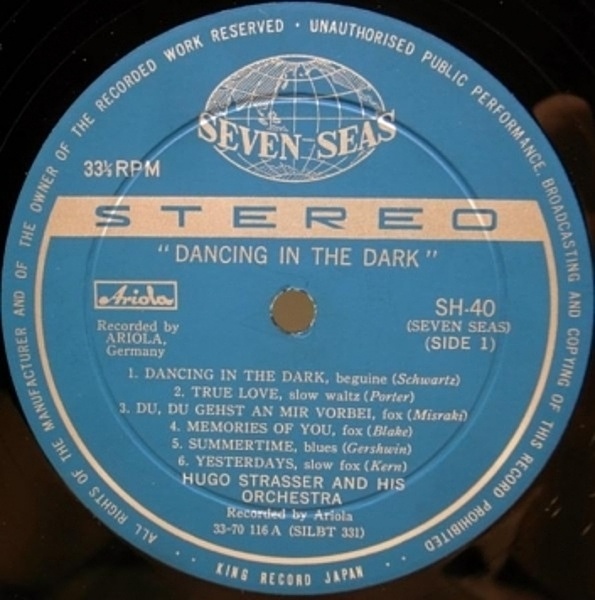 ALL RIGHTS OF THE MANUFACTURER AND OF THE OWNER OF THE RECORDED WORK RESERVED · UNAUTHORISED PUBLIC PERFORMANCE, BROADCASTING AND COPYING OF THIS RECORD PROHIBITED
SEVEN SEAS
33⅓ RPM
STEREO
"DANCING IN THE DARK"
Ariola
Recorded by
ARIOLA,
Germany
SH-40
(SEVEN SEAS)
(SIDE 1)
1. DANCING IN THE DARK, beguine (Schwartz)
2. TRUE LOVE, slow waltz (Porter)
3. DU, DU GEHST AN MIR VORBEI, fox (Misraki)
4. MEMORIES OF YOU, fox (Blake)
5. SUMMERTIME, blues (Gershwin)
6. YESTERDAYS, slow fox (Kern)
HUGO STRASSER AND HIS
ORCHESTRA
Recorded by Ariola
33-70 116 A (SILBT 331)
· KING RECORD JAPAN ·